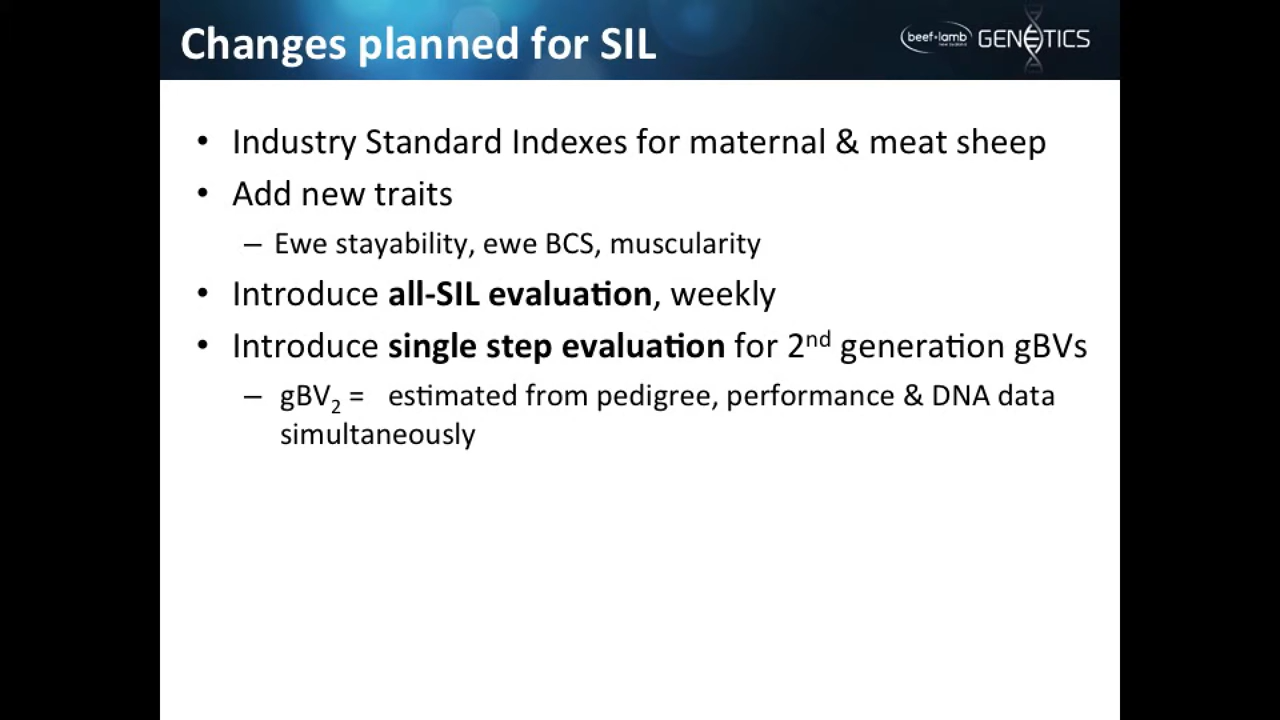 Changes planned for SIL
beef+lamb
new zealand
GENETICS
• Industry Standard Indexes for maternal & meat sheep
• Add new traits
– Ewe stayability, ewe BCS, muscularity
• Introduce all-SIL evaluation, weekly
• Introduce single step evaluation for 2nd generation gBVs
– gBV2 = estimated from pedigree, performance & DNA data
simultaneously